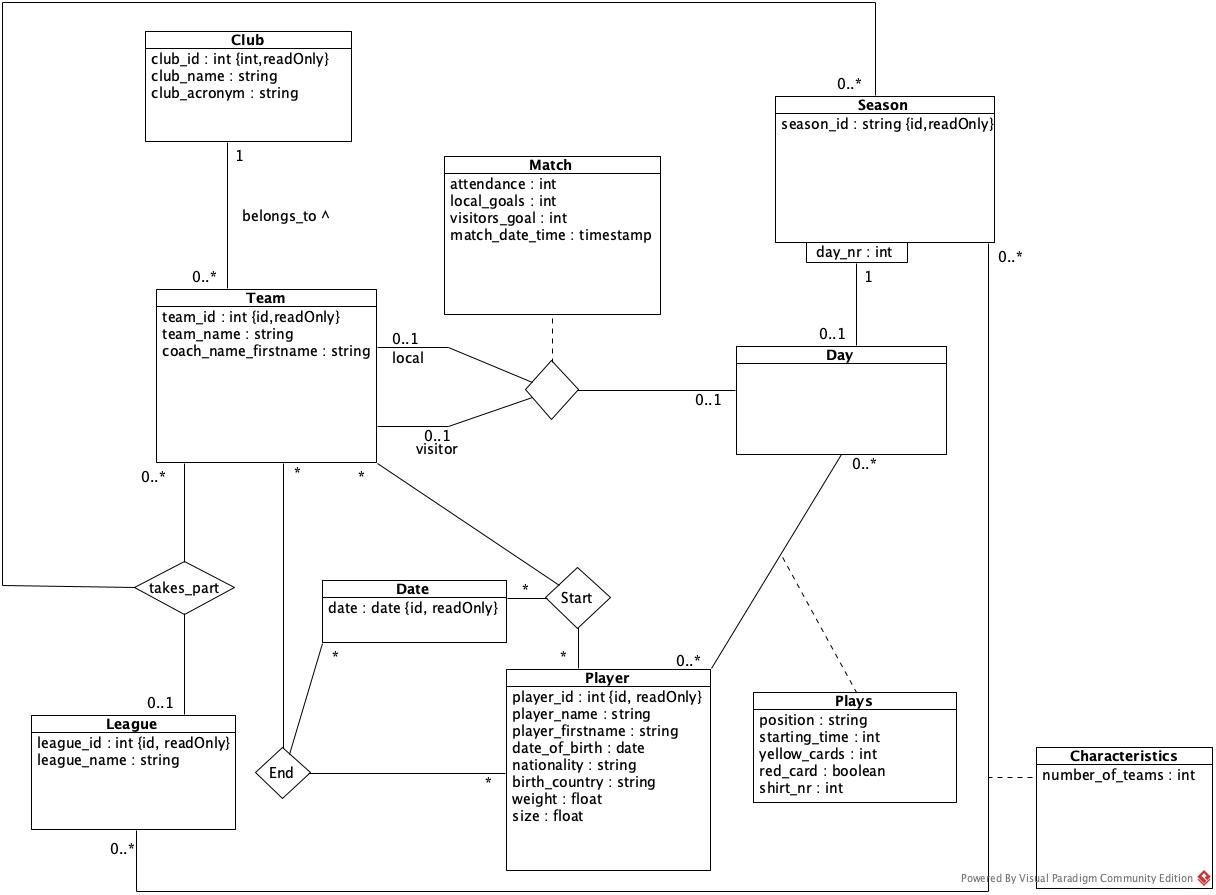 Club
club_id : int {int,readOnly}
club_name : string
club_acronym : string
1
belongs_to ^
0..*
Team
team_id : int {id,readOnly}
team_name : string
coach_name_firstname : string
Match
attendance : int
local_goals : int
visitors_goal : int
match_date_time : timestamp
0..*
Season
season_id : string {id,readOnly}
day_nr : int
0..*
1
0..1
Day
0..1
local
0..1
visitor
0..1
0..*
0..*
*
*
takes_part
Date
date : date {id, readOnly}
*
Start
*
*
0..*
0..1
League
league_id : int {id, readOnly}
league_name : string
0..*
End
*
Player
player_id : int {id, readOnly}
player_name : string
player_firstname : string
date_of_birth : date
nationality : string
birth_country : string
weight : float
size : float
Plays
position : string
starting_time : int
yellow_cards : int
red_card : boolean
shirt_nr : int
Characteristics
number_of_teams : int
Powered By Visual Paradigm Community Edition